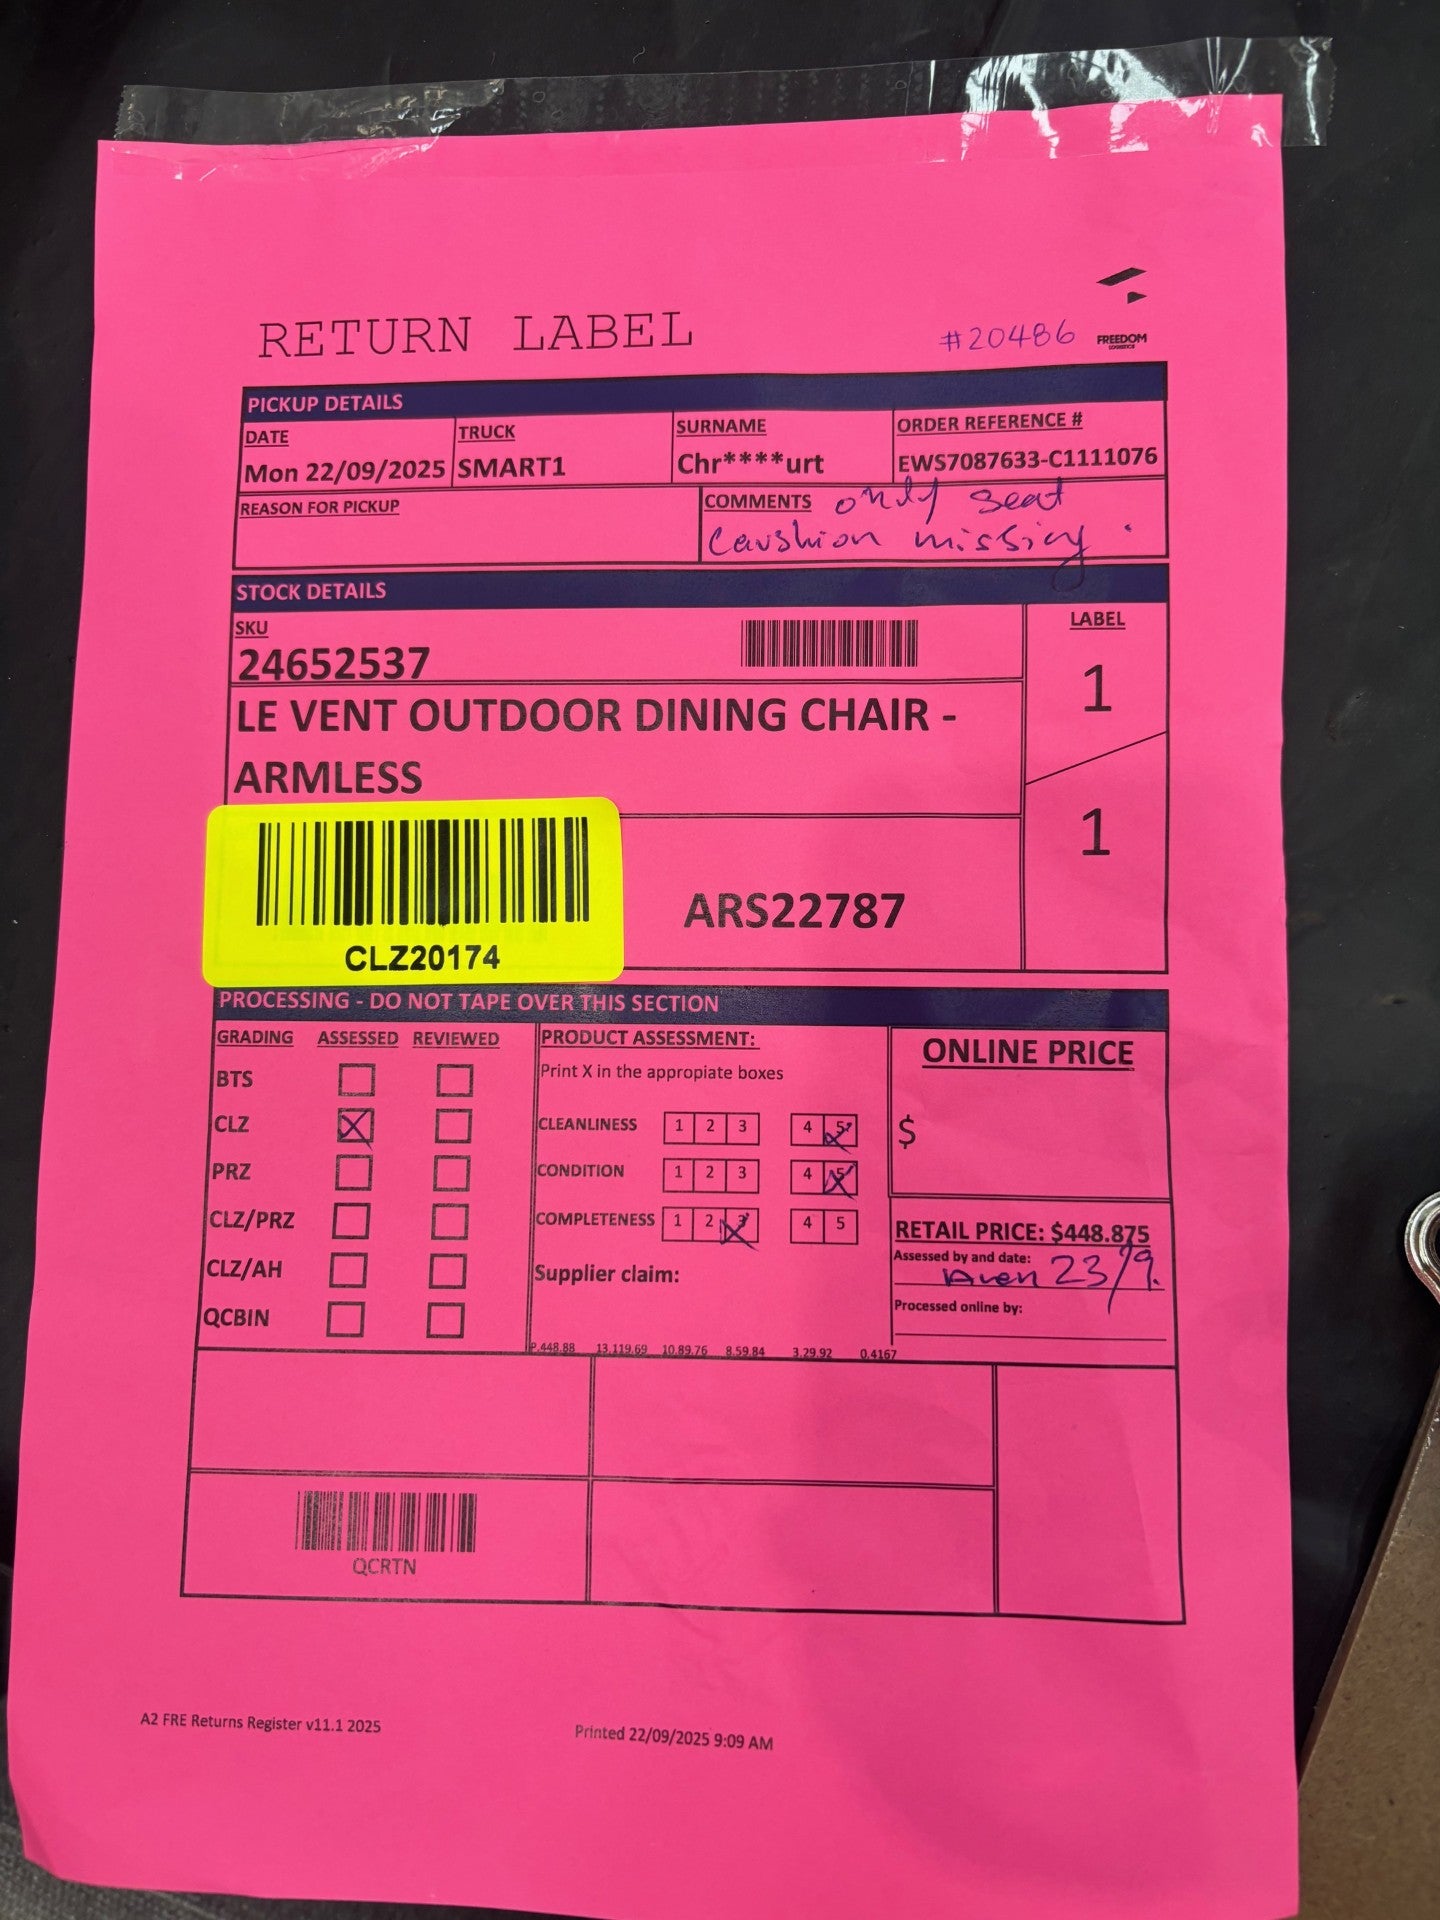 RETURN LABEL
#20486
FREEDOM
LOGISTICS
PICKUP DETAILS
DATE TRUCK SURNAME ORDER REFERENCE #
Mon 22/09/2025 SMART1 Chr****urt EWS7087633-C1111076
REASON FOR PICKUP COMMENTS only seat
caushion missing.
STOCK DETAILS
SKU LABEL
24652537
1
LE VENT OUTDOOR DINING CHAIR -
ARMLESS
1
ARS22787
CLZ20174
PROCESSING - DO NOT TAPE OVER THIS SECTION
GRADING ASSESSED REVIEWED PRODUCT ASSESSMENT: ONLINE PRICE
BTS Print X in the appropiate boxes
CLZ X CLEANLINESS 1 2 3 4 5 $
PRZ CONDITION 1 2 3 4 5
CLZ/PRZ COMPLETENESS 1 2 3 4 5 RETAIL PRICE: $448.875
Assessed by and date:
23/9.
CLZ/AH Supplier claim:
Processed online by:
QCBIN
P.448.88 13.119.69 10.89.76 8.59.84 3.29.92 0.4167
QCRTN
A2 FRE Returns Register v11.1 2025 Printed 22/09/2025 9:09 AM